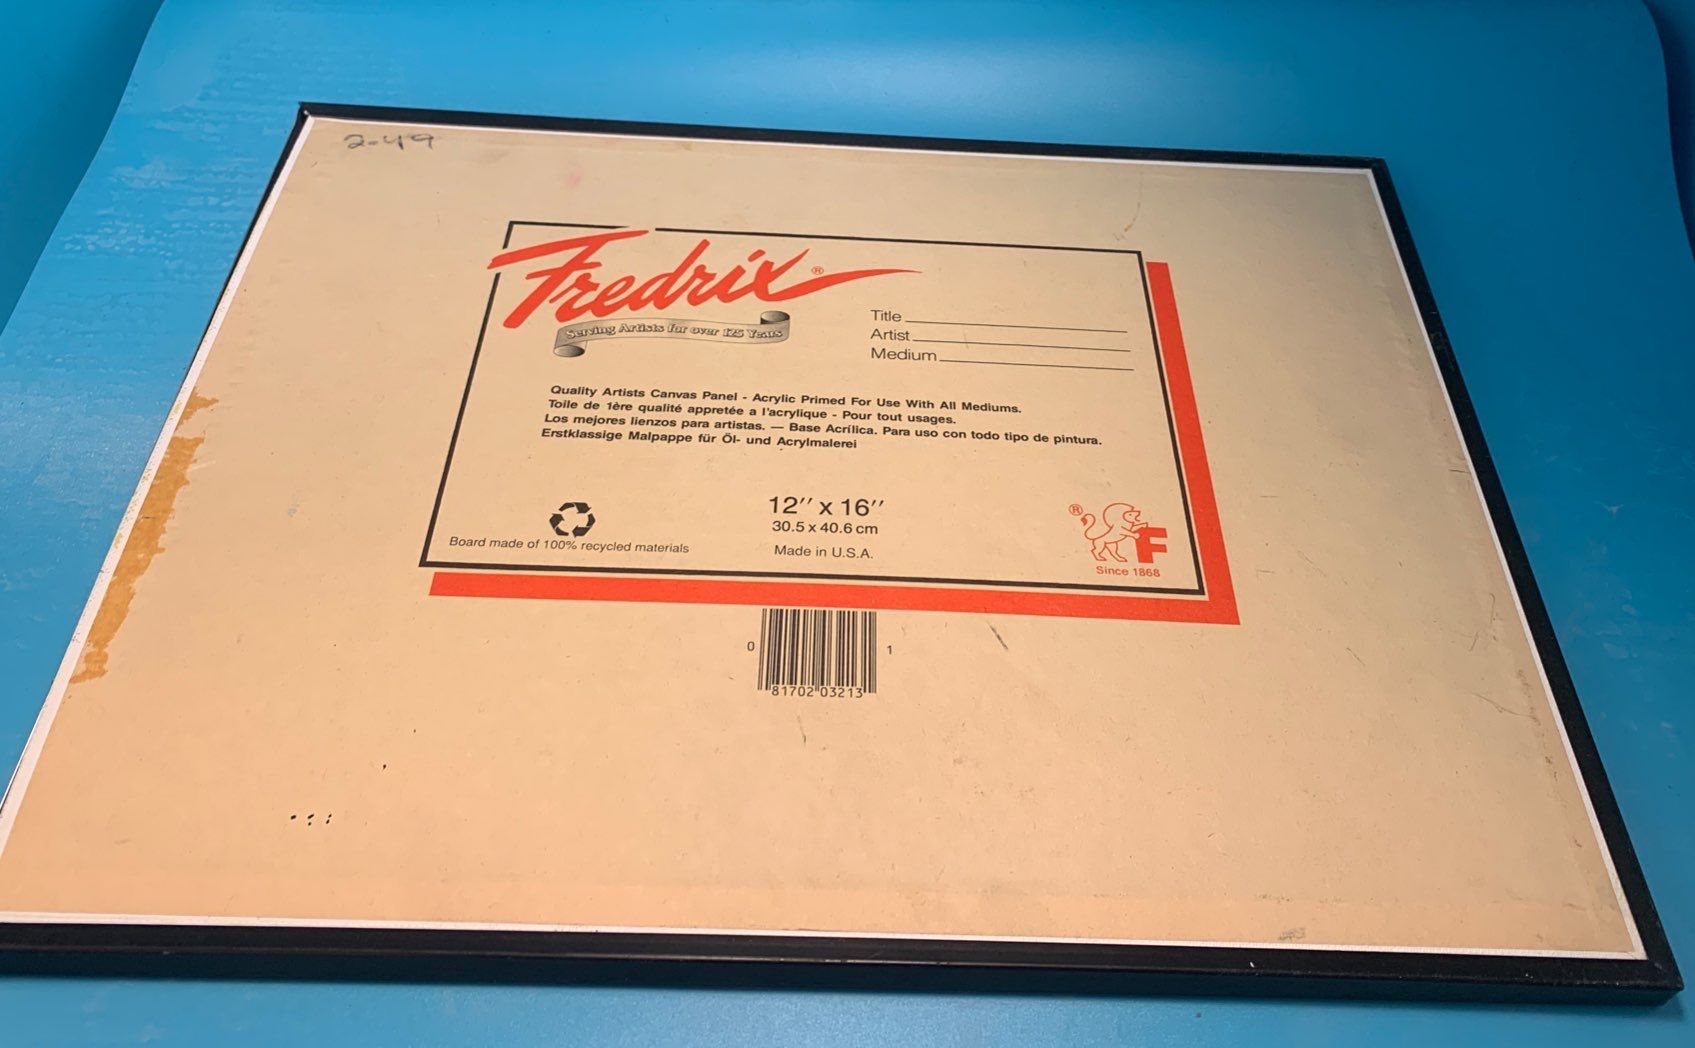 2-49
Fredrix®
Serving Artists for over 125 Years
Title
Artist
Medium
Quality Artists Canvas Panel - Acrylic Primed For Use With All Mediums.
Toile de 1ère qualité appretée a l'acrylique - Pour tout usages.
Los mejores lienzos para artistas. — Base Acrílica. Para uso con todo tipo de pintura.
Erstklassige Malpappe für Öl- und Acrylmalerei
12" x 16"
30.5 x 40.6 cm
Made in U.S.A.
Board made of 100% recycled materials
® F
Since 1868
0 81702 03213 1